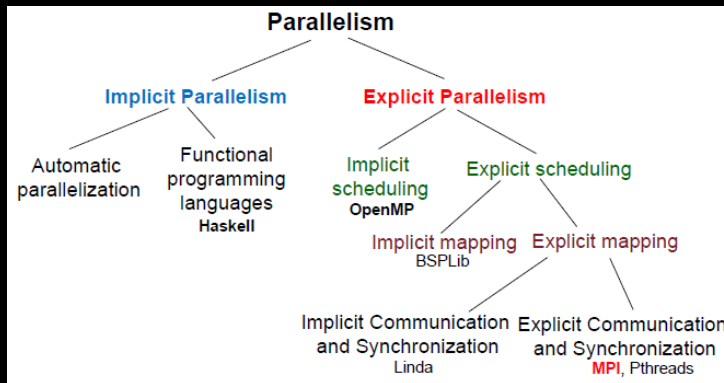 Parallelism
Implicit Parallelism
Explicit Parallelism
Automatic
parallelization
Functional
programming
languages
Haskell
Implicit
scheduling
OpenMP
Explicit scheduling
Implicit mapping
BSPLib
Explicit mapping
Implicit Communication
and Synchronization
Linda
Explicit Communication
and Synchronization
MPI, Pthreads